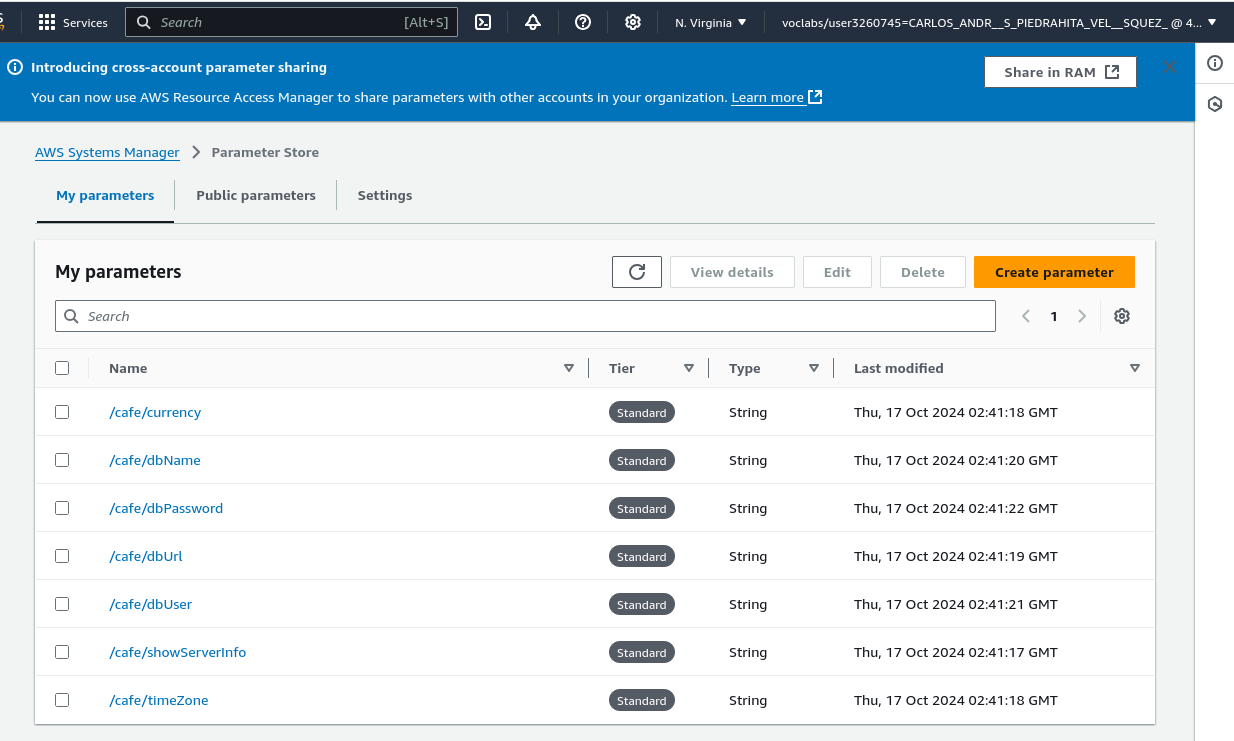 Services Search [Alt+S] N. Virginia voclabs/user3260745=CARLOS_ANDR__S_PIEDRAHITA_VEL__SQUEZ_ @ 4...
Introducing cross-account parameter sharing
Share in RAM
You can now use AWS Resource Access Manager to share parameters with other accounts in your organization. Learn more
AWS Systems Manager Parameter Store
My parameters Public parameters Settings
My parameters View details Edit Delete Create parameter
Search 1
Name Tier Type Last modified
/cafe/currency Standard String Thu, 17 Oct 2024 02:41:18 GMT
/cafe/dbName Standard String Thu, 17 Oct 2024 02:41:20 GMT
/cafe/dbPassword Standard String Thu, 17 Oct 2024 02:41:22 GMT
/cafe/dbUrl Standard String Thu, 17 Oct 2024 02:41:19 GMT
/cafe/dbUser Standard String Thu, 17 Oct 2024 02:41:21 GMT
/cafe/showServerInfo Standard String Thu, 17 Oct 2024 02:41:17 GMT
/cafe/timeZone Standard String Thu, 17 Oct 2024 02:41:18 GMT